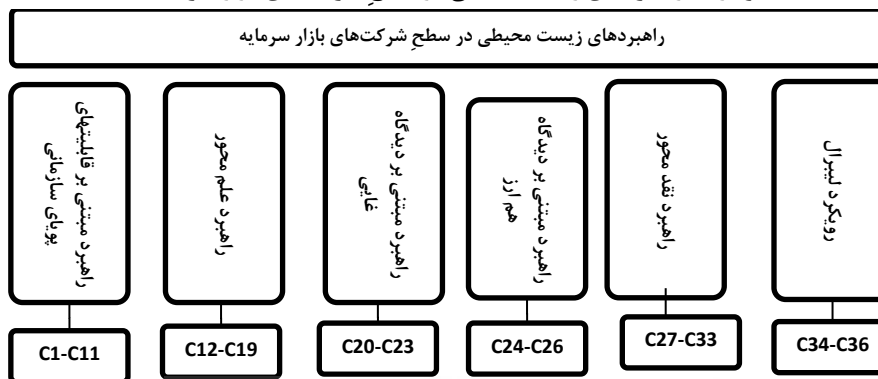 راهبردهای زیست محیطی در سطحِ شرکت‌های بازار سرمایه
رویکرد لیبرال
راهبرد نقد محور
راهبرد مبتنی بر دیدگاه
هم ارز
راهبرد مبتنی بر دیدگاه
غایی
راهبرد علم محور
راهبرد مبتنی بر قابلیتهای
پویای سازمانی
C34-C36
C27-C33
C24-C26
C20-C23
C12-C19
C1-C11